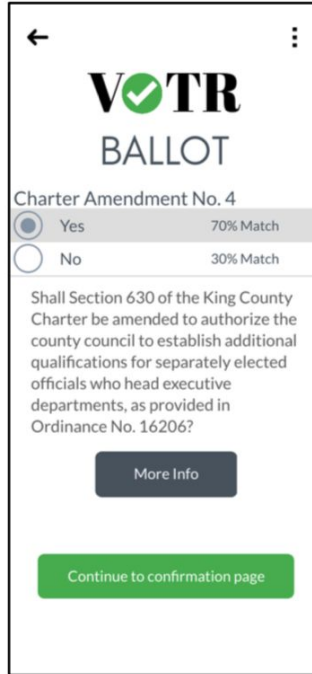 VOTR
BALLOT
Charter Amendment No. 4
Yes 70% Match
No 30% Match
Shall Section 630 of the King County
Charter be amended to authorize the
county council to establish additional
qualifications for separately elected
officials who head executive
departments, as provided in
Ordinance No. 16206?
More Info
Continue to confirmation page